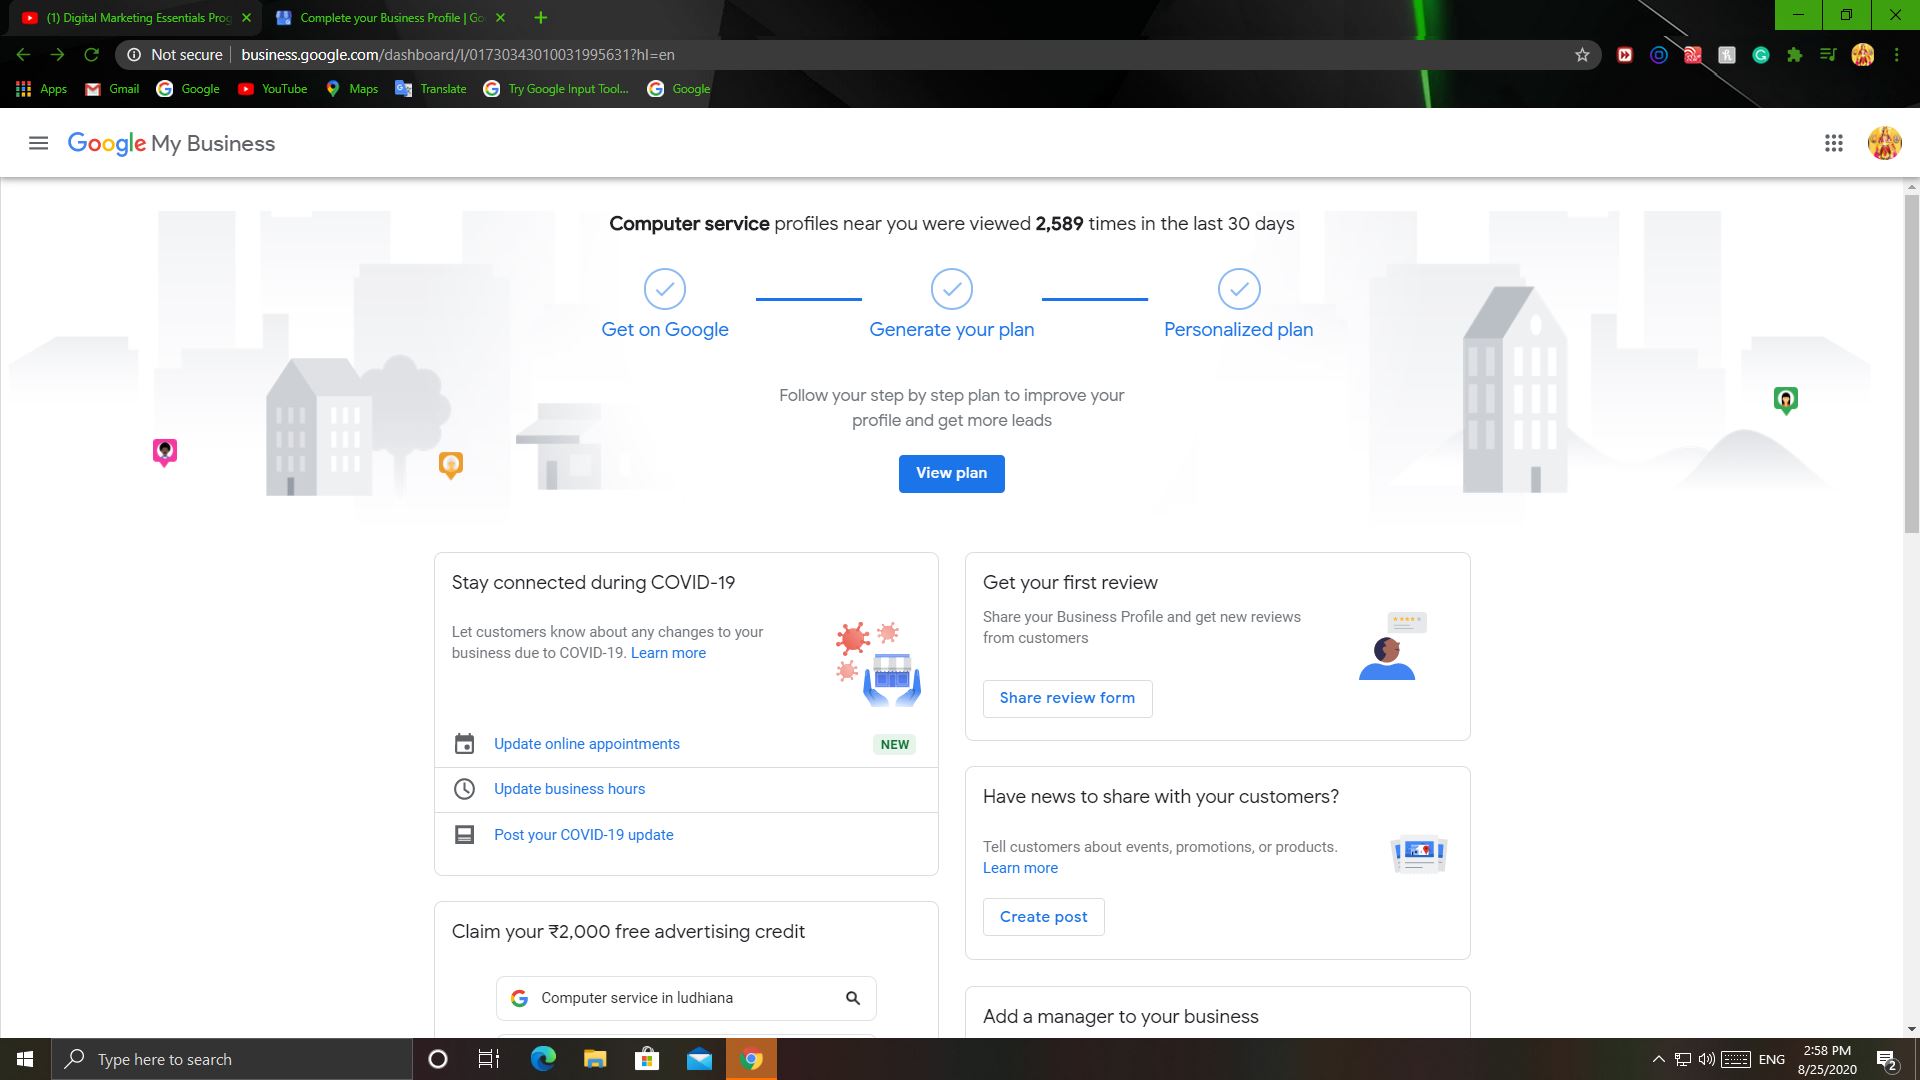 (1) Digital Marketing Essentials Prog
Complete your Business Profile | Go
Not secure
business.google.com/dashboard/l/01730343010031995631?hl=en
Apps
Gmail
Google
YouTube
Maps
Translate
Try Google Input Tool...
Google
Google My Business
Computer service profiles near you were viewed 2,589 times in the last 30 days
Get on Google
Generate your plan
Personalized plan
Follow your step by step plan to improve your
profile and get more leads
View plan
Stay connected during COVID-19
Let customers know about any changes to your
business due to COVID-19. Learn more
Update online appointments
NEW
Update business hours
Post your COVID-19 update
Claim your ₹2,000 free advertising credit
Computer service in ludhiana
Get your first review
Share your Business Profile and get new reviews
from customers
Share review form
Have news to share with your customers?
Tell customers about events, promotions, or products.
Learn more
Create post
Add a manager to your business
Type here to search
ENG
2:58 PM
8/25/2020
2